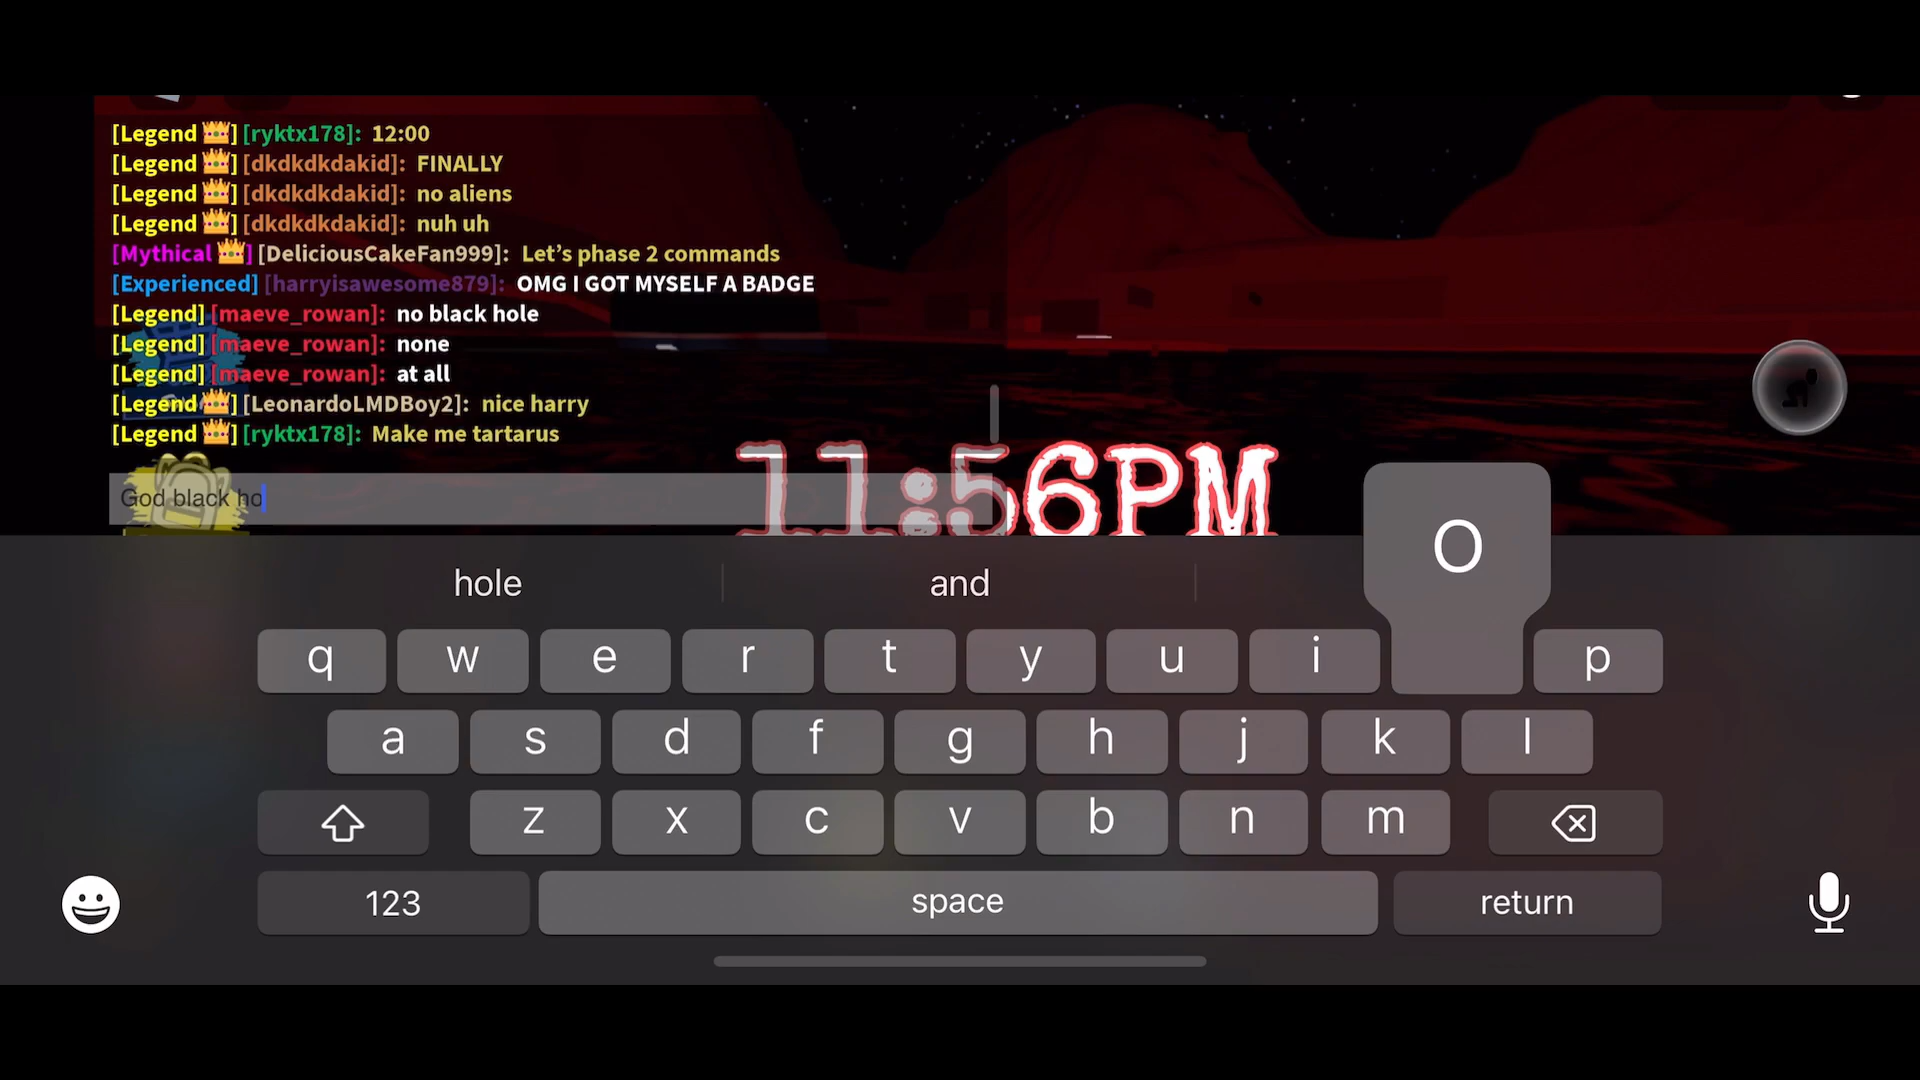 [Legend 👑] [ryktx178]: 12:00
[Legend 👑] [dkdkdkdakid]: FINALLY
[Legend 👑] [dkdkdkdakid]: no aliens
[Legend 👑] [dkdkdkdakid]: nuh uh
[Mythical 👑] [DeliciousCakeFan999]: Let’s phase 2 commands
[Experienced] [harryisawesome879]: OMG I GOT MYSELF A BADGE
[Legend] [maeve_rowan]: no black hole
[Legend] [maeve_rowan]: none
[Legend] [maeve_rowan]: at all
[Legend 👑] [LeonardoLMDBoy2]: nice harry
[Legend 👑] [ryktx178]: Make me tartarus
God black ho
11:56PM
hole and
O
q w e r t y u i p
a s d f g h j k l
z x c v b n m
123 space return